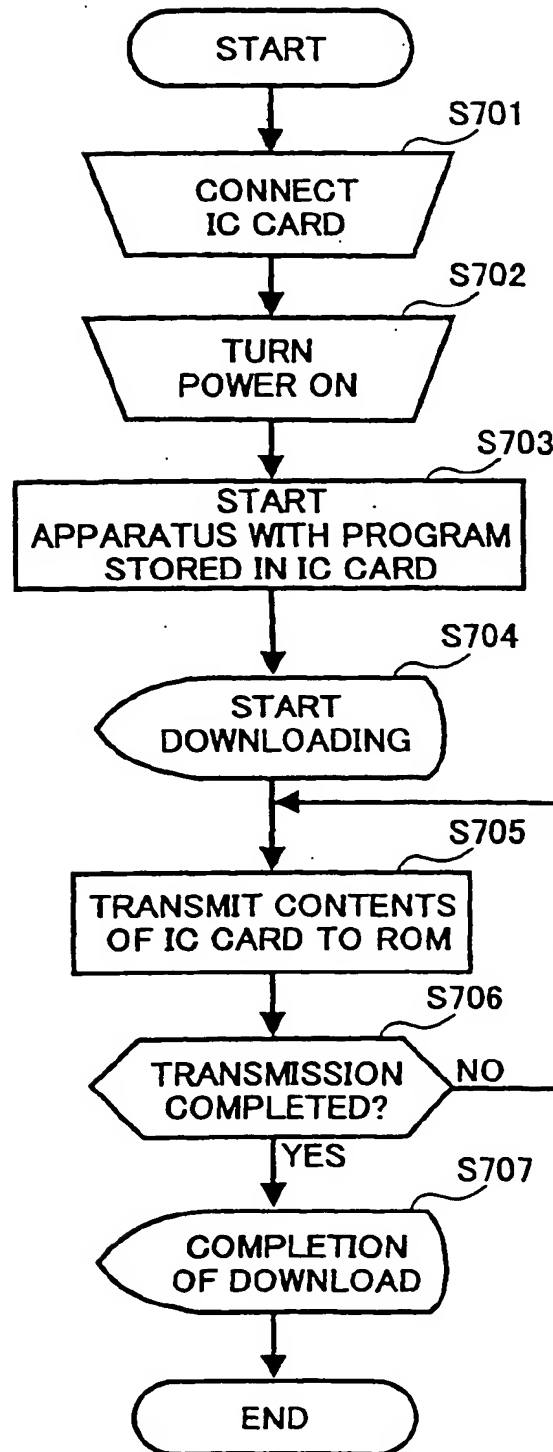 START
S701
CONNECT
IC CARD
S702
TURN
POWER ON
S703
START
APPARATUS WITH PROGRAM
STORED IN IC CARD
S704
START
DOWNLOADING
S705
TRANSMIT CONTENTS
OF IC CARD TO ROM
S706
TRANSMISSION
COMPLETED?
NO
YES
S707
COMPLETION
OF DOWNLOAD
END